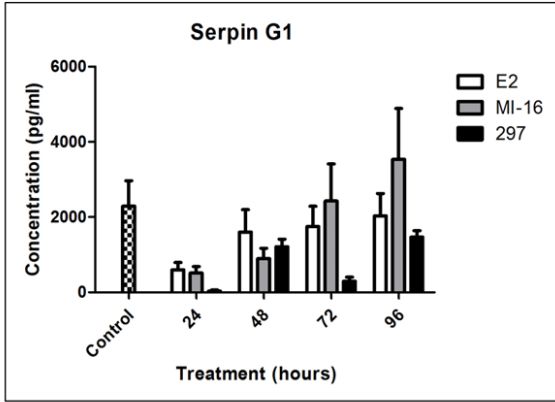 Serpin G1
Concentration (pg/ml)
6000
4000
2000
0
Control
24
48
72
96
Treatment (hours)
E2
MI-16
297